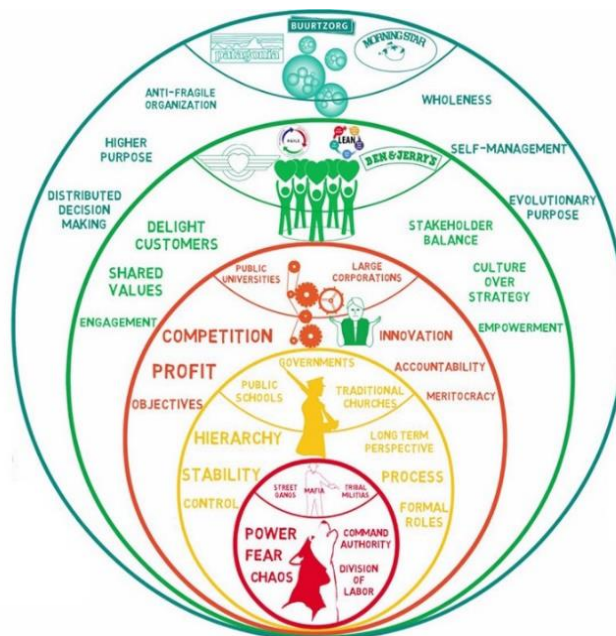 BUURTZORG
patagonia
MORNING STAR
ANTI-FRAGILE
ORGANIZATION
WHOLENESS
HIGHER
PURPOSE
SELF-MANAGEMENT
DISTRIBUTED
DECISION
MAKING
EVOLUTIONARY
PURPOSE
AGILE
LEAN
BEN & JERRY'S
DELIGHT
CUSTOMERS
STAKEHOLDER
BALANCE
SHARED
VALUES
CULTURE
OVER
STRATEGY
ENGAGEMENT
EMPOWERMENT
PUBLIC
UNIVERSITIES
LARGE
CORPORATIONS
COMPETITION
INNOVATION
PROFIT
ACCOUNTABILITY
OBJECTIVES
MERITOCRACY
GOVERNMENTS
PUBLIC
SCHOOLS
TRADITIONAL
CHURCHES
HIERARCHY
LONG TERM
PERSPECTIVE
STABILITY
PROCESS
CONTROL
FORMAL
ROLES
STREET
GANGS
MAFIA
TRIBAL
MILITIAS
POWER
FEAR
CHAOS
COMMAND
AUTHORITY
DIVISION
OF
LABOR